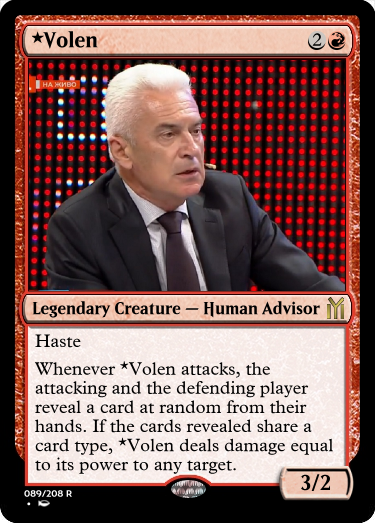 ★Volen
2
НА ЖИВО
Legendary Creature — Human Advisor
Haste
Whenever ★Volen attacks, the
attacking and the defending player
reveal a card at random from their
hands. If the cards revealed share a
card type, ★Volen deals damage equal
to its power to any target.
3/2
089/208 R